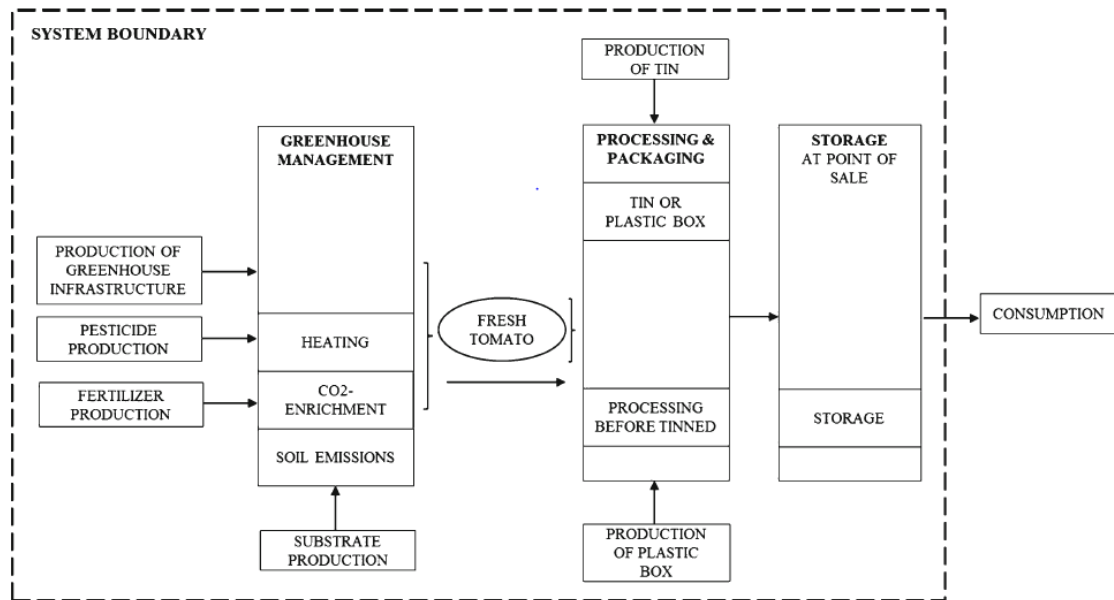 SYSTEM BOUNDARY
PRODUCTION
OF TIN
GREENHOUSE
MANAGEMENT
PROCESSING &
PACKAGING
STORAGE
AT POINT OF
SALE
TIN OR
PLASTIC BOX
PRODUCTION OF
GREENHOUSE
INFRASTRUCTURE
PESTICIDE
PRODUCTION
HEATING
FRESH
TOMATO
CONSUMPTION
FERTILIZER
PRODUCTION
CO2-
ENRICHMENT
PROCESSING
BEFORE TINNED
STORAGE
SOIL EMISSIONS
SUBSTRATE
PRODUCTION
PRODUCTION
OF PLASTIC
BOX